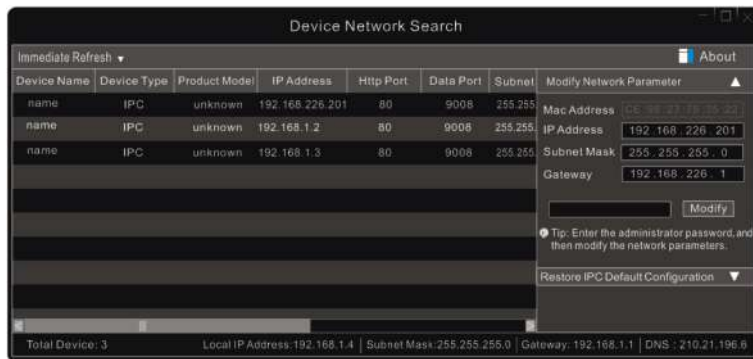 Device Network Search
Immediate Refresh
About
Device Name Device Type Product Model IP Address Http Port Data Port Subnet
name IPC unknown 192.168.226.201 80 9008 255.255.
name IPC unknown 192.168.1.2 80 9008 255.255.
name IPC unknown 192.168.1.3 80 9008 255.255.
Modify Network Parameter
Mac Address
IP Address 192 .168 .226 . 201
Subnet Mask 255 . 255 . 255 . 0
Gateway 192 .168 .226 . 1
Modify
Tip: Enter the administrator password,and
then modify the network parameters.
Restore IPC Default Configuration
Total Device: 3 Local IP Address:192.168.1.4 Subnet Mask:255.255.255.0 Gateway: 192.168.1.1 DNS : 210.21.196.6